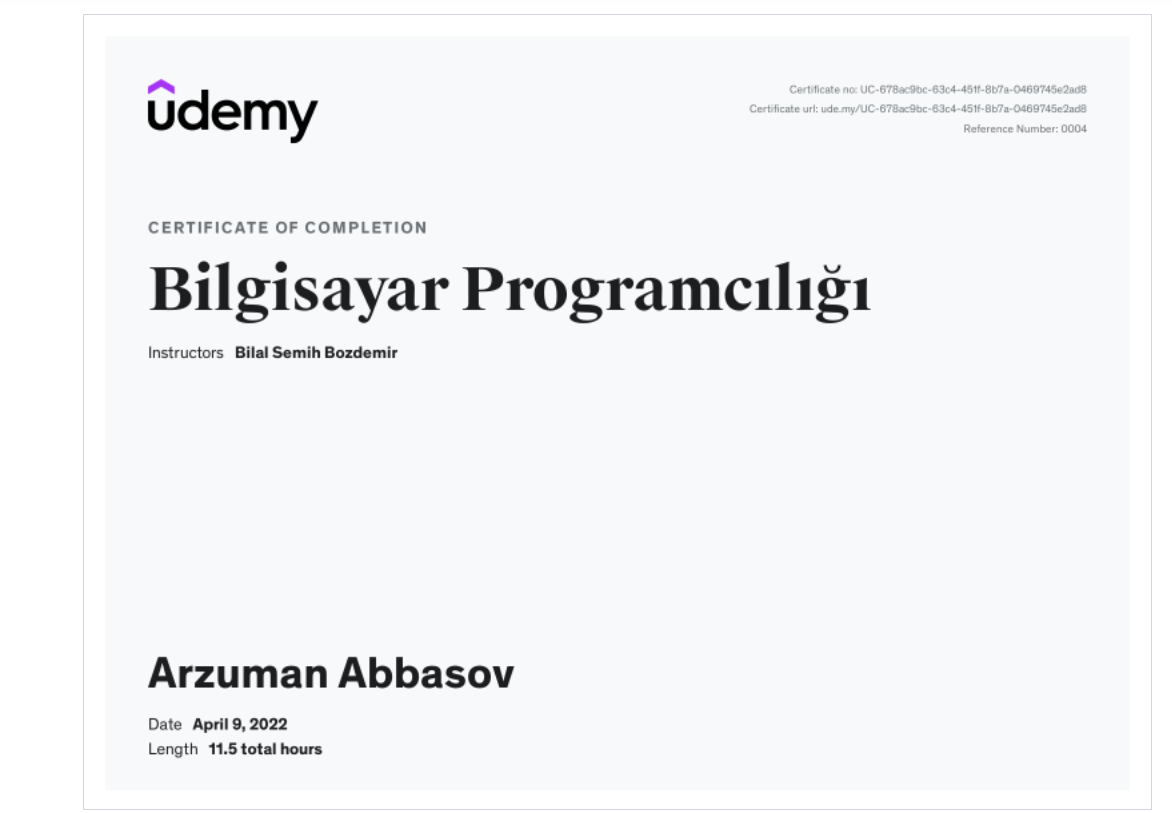 udemy
Certificate no: UC-678ac9bc-63c4-451f-8b7a-0469745e2ad8
Certificate url: ude.my/UC-678ac9bc-63c4-451f-8b7a-0469745e2ad8
Reference Number: 0004
CERTIFICATE OF COMPLETION
Bilgisayar Programcılığı
Instructors Bilal Semih Bozdemir
Arzuman Abbasov
Date April 9, 2022
Length 11.5 total hours